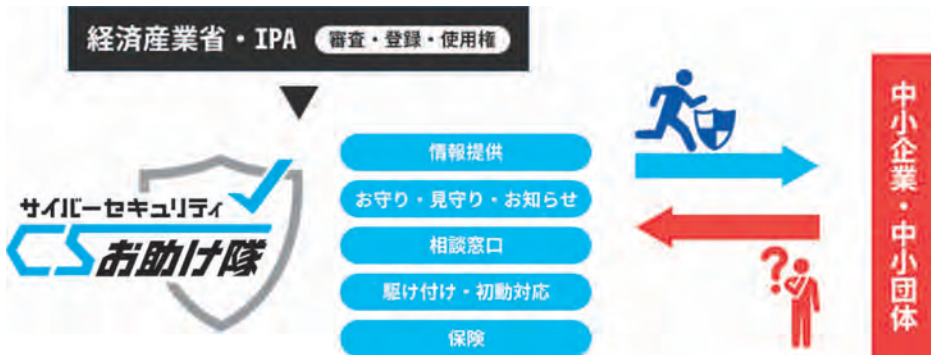 経済産業省・IPA 審査・登録・使用権
サイバーセキュリティ
CSお助け隊
情報提供
お守り・見守り・お知らせ
相談窓口
駆け付け・初動対応
保険
?
中小企業・中小団体